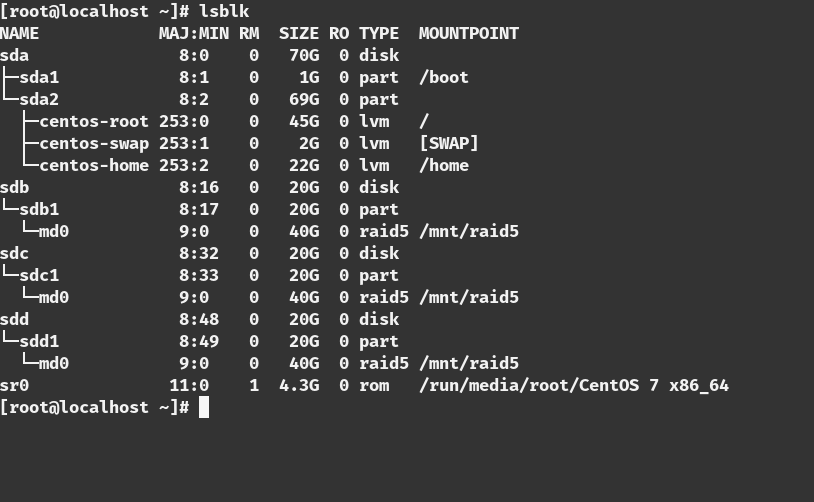 [root@localhost ~]# lsblk
NAME            MAJ:MIN RM  SIZE RO TYPE  MOUNTPOINT
sda               8:0    0   70G  0 disk
├─sda1            8:1    0    1G  0 part  /boot
└─sda2            8:2    0   69G  0 part
  ├─centos-root 253:0    0   45G  0 lvm   /
  ├─centos-swap 253:1    0    2G  0 lvm   [SWAP]
  └─centos-home 253:2    0   22G  0 lvm   /home
sdb               8:16   0   20G  0 disk
└─sdb1            8:17   0   20G  0 part
  └─md0           9:0    0   40G  0 raid5 /mnt/raid5
sdc               8:32   0   20G  0 disk
└─sdc1            8:33   0   20G  0 part
  └─md0           9:0    0   40G  0 raid5 /mnt/raid5
sdd               8:48   0   20G  0 disk
└─sdd1            8:49   0   20G  0 part
  └─md0           9:0    0   40G  0 raid5 /mnt/raid5
sr0              11:0    1  4.3G  0 rom   /run/media/root/CentOS 7 x86_64
[root@localhost ~]#